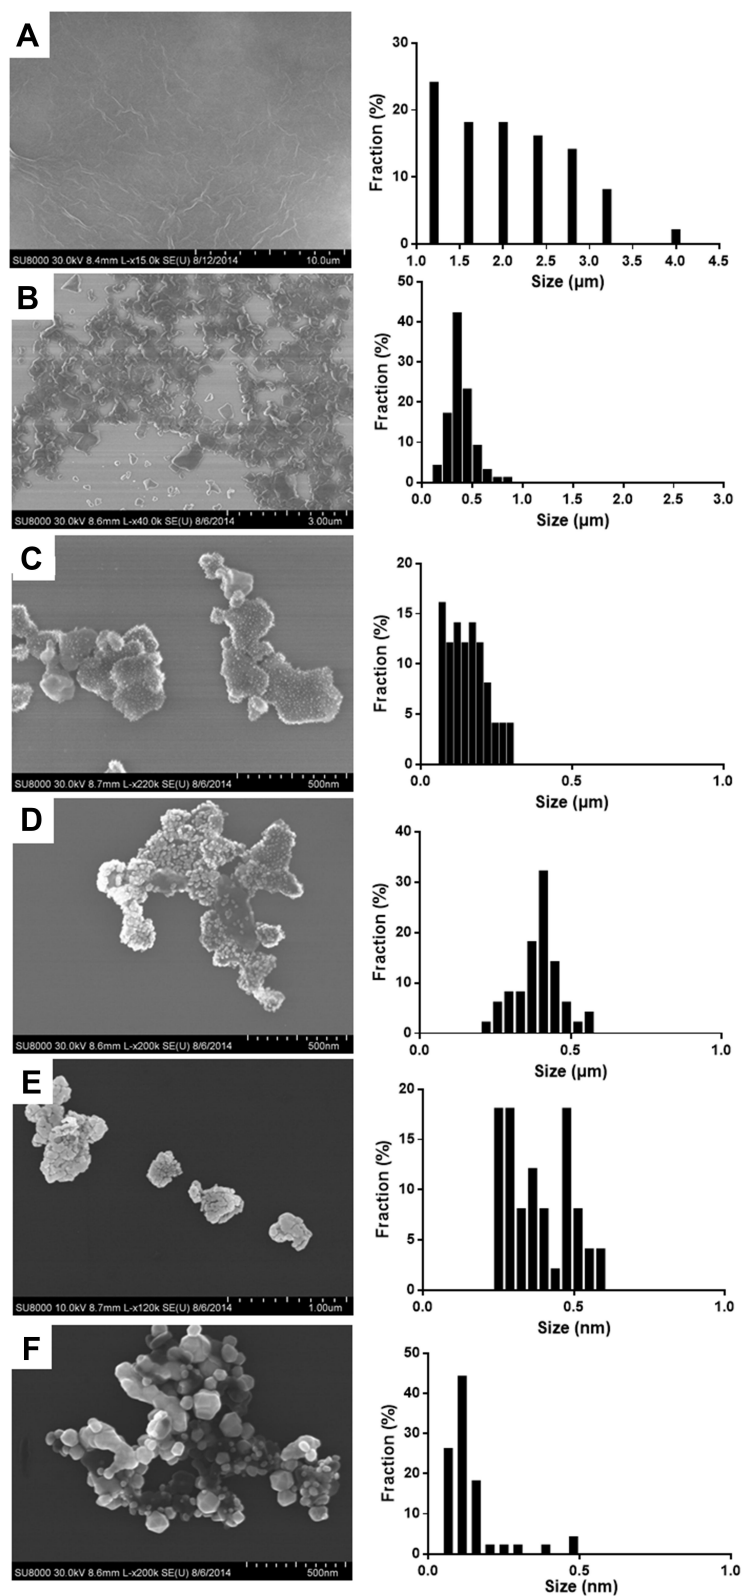 A
SU8000 30.0kV 8.4mm L-x15.0k SE(U) 8/12/2014 10.0um
Fraction (%)
30
20
10
0
1.0 1.5 2.0 2.5 3.0 3.5 4.0 4.5
Size (µm)
B
SU8000 30.0kV 8.6mm L-x40.0k SE(U) 8/6/2014 3.00um
Fraction (%)
50
40
30
20
10
0
0.0 0.5 1.0 1.5 2.0 2.5 3.0
Size (µm)
C
SU8000 30.0kV 8.7mm L-x220k SE(U) 8/6/2014 500nm
Fraction (%)
20
15
10
5
0
0.0 0.5 1.0
Size (µm)
D
SU8000 30.0kV 8.6mm L-x200k SE(U) 8/6/2014 500nm
Fraction (%)
40
30
20
10
0
0.0 0.5 1.0
Size (µm)
E
SU8000 10.0kV 8.7mm L-x120k SE(U) 8/6/2014 1.00um
Fraction (%)
20
15
10
5
0
0.0 0.5 1.0
Size (nm)
F
SU8000 30.0kV 8.6mm L-x200k SE(U) 8/6/2014 500nm
Fraction (%)
50
40
30
20
10
0
0.0 0.2 0.4 0.6 0.8 1.0
Size (nm)